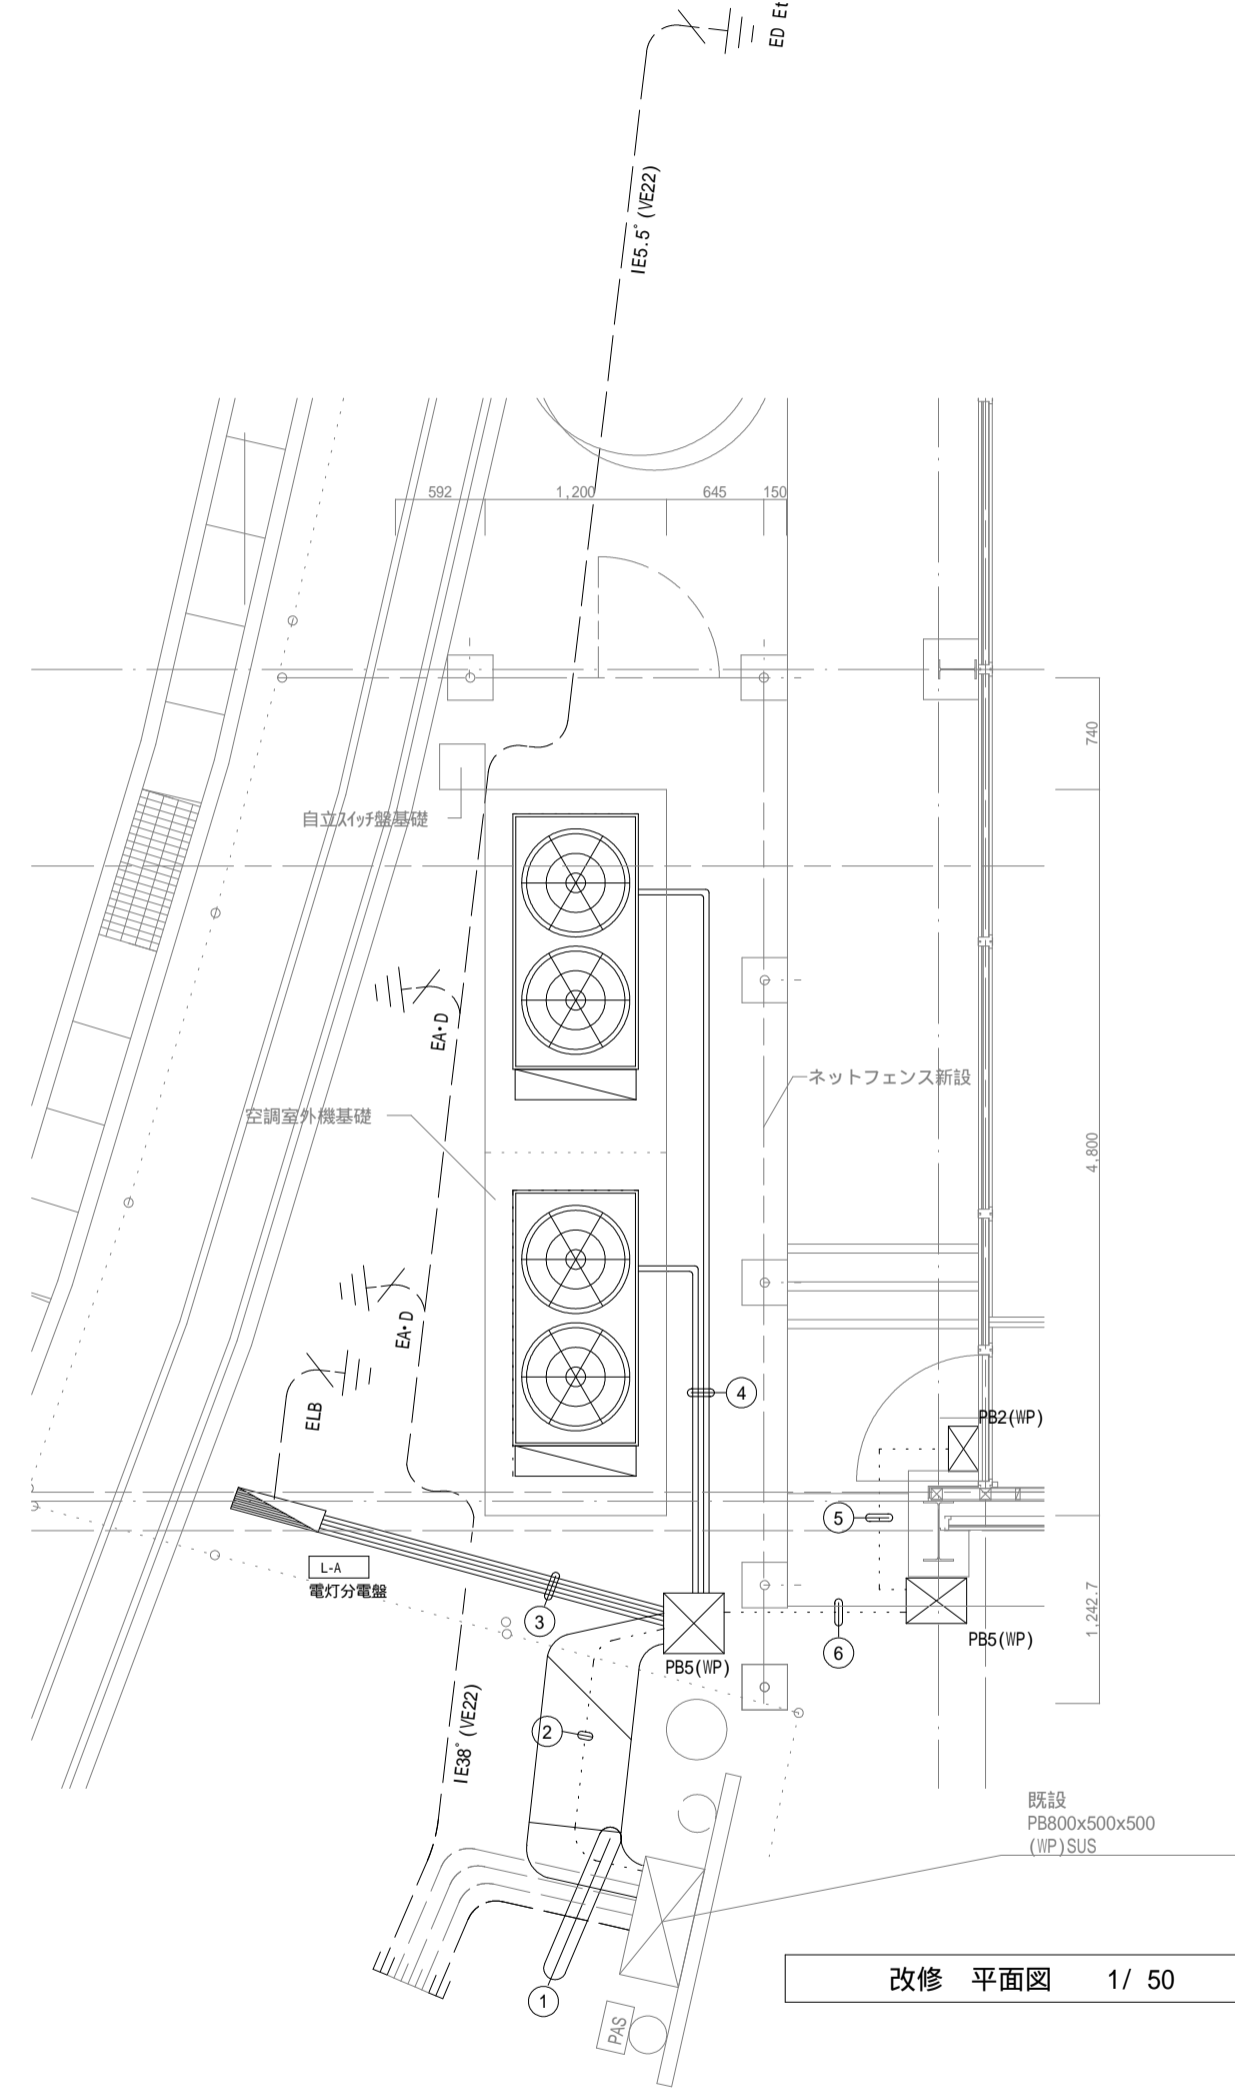 ED Et
IE5.5° (VE22)
592
1,200
645
150
740
自立スイッチ盤基礎
EA・D
ネットフェンス新設
空調室外機基礎
4,800
EA・D
ELB
4
PB2(WP)
5
L-A
電灯分電盤
3
6
PB5(WP)
PB5(WP)
1,242.7
IE38° (VE22)
2
既設
PB800x500x500
(WP)SUS
改修 平面図 1/ 50
1
PAS